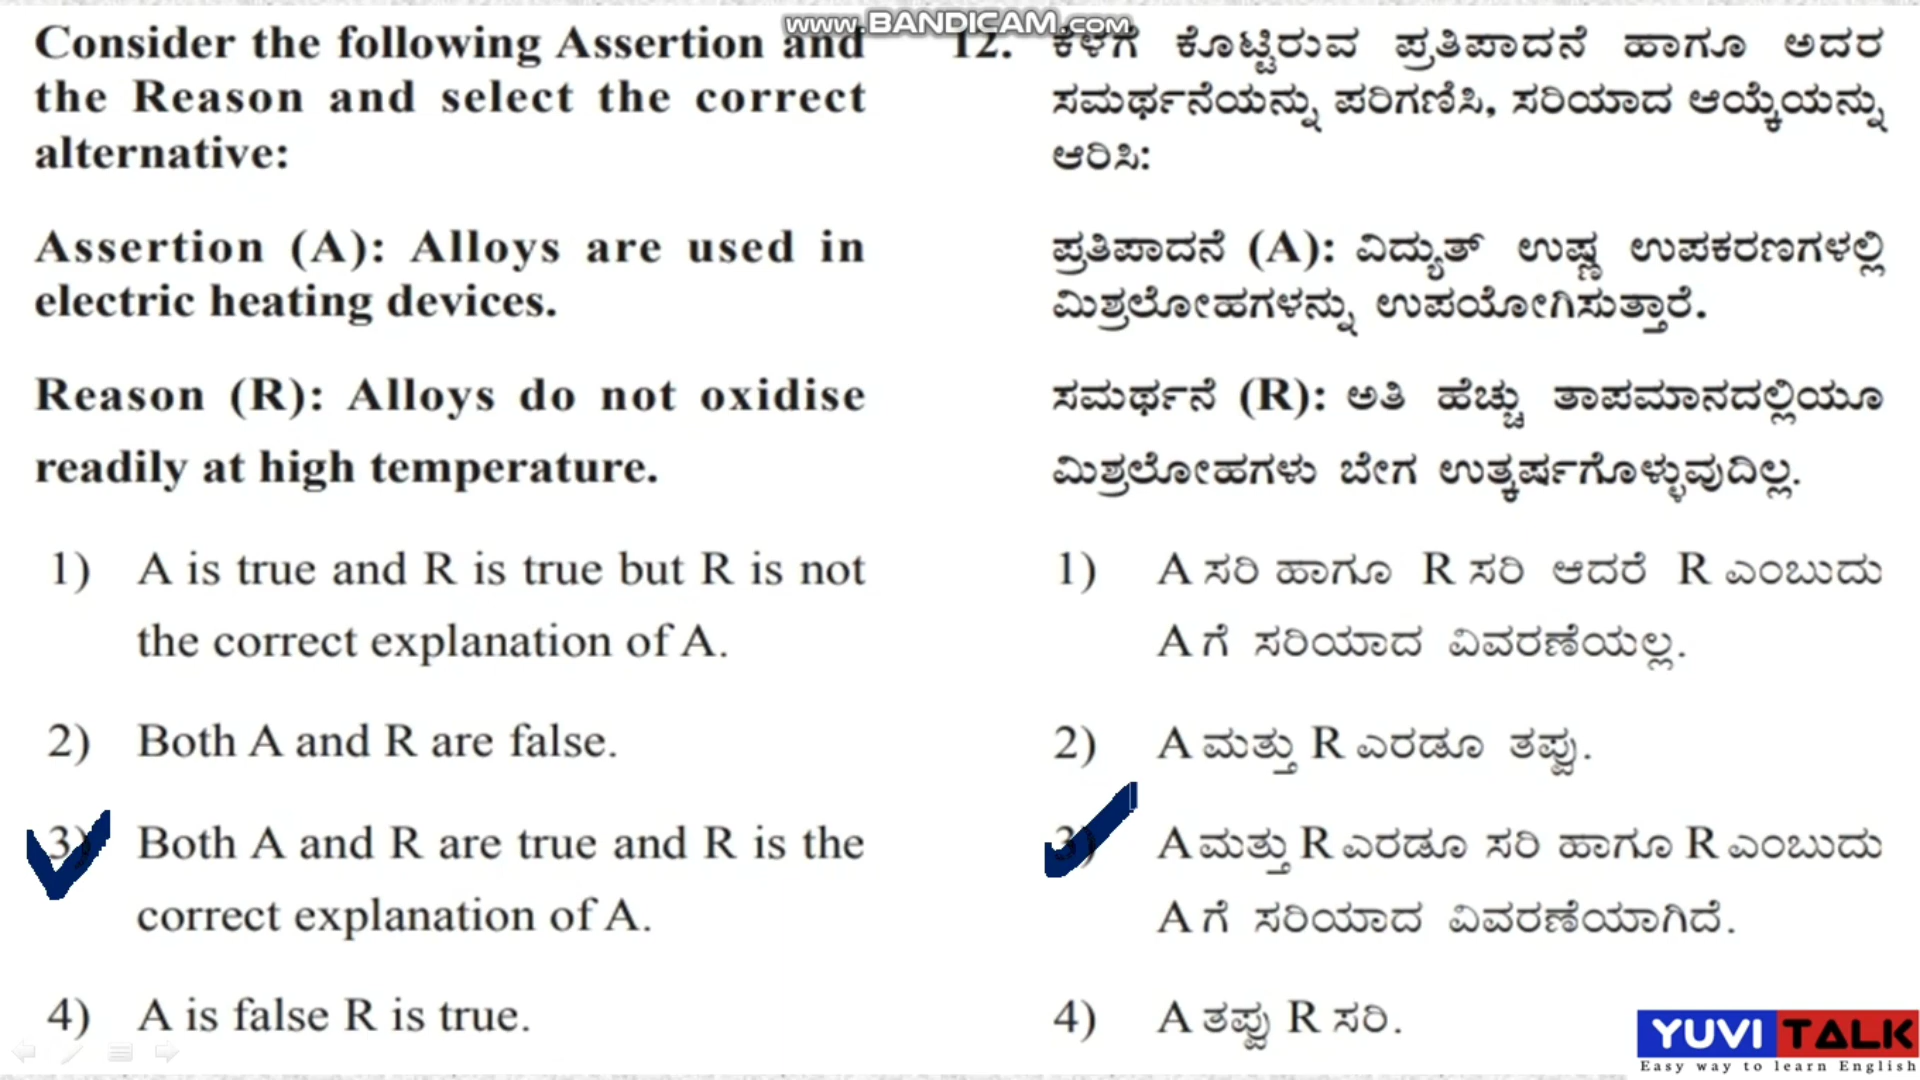 www.BANDICAM.com
Consider the following Assertion and
the Reason and select the correct
alternative:
Assertion (A): Alloys are used in
electric heating devices.
Reason (R): Alloys do not oxidise
readily at high temperature.
1) A is true and R is true but R is not
the correct explanation of A.
2) Both A and R are false.
3) Both A and R are true and R is the
correct explanation of A.
4) A is false R is true.
12. ಕೆಳಗೆ ಕೊಟ್ಟಿರುವ ಪ್ರತಿಪಾದನೆ ಹಾಗೂ ಅದರ
ಸಮರ್ಥನೆಯನ್ನು ಪರಿಗಣಿಸಿ, ಸರಿಯಾದ ಆಯ್ಕೆಯನ್ನು
ಆರಿಸಿ:
ಪ್ರತಿಪಾದನೆ (A): ವಿದ್ಯುತ್ ಉಷ್ಣ ಉಪಕರಣಗಳಲ್ಲಿ
ಮಿಶ್ರಲೋಹಗಳನ್ನು ಉಪಯೋಗಿಸುತ್ತಾರೆ.
ಸಮರ್ಥನೆ (R): ಅತಿ ಹೆಚ್ಚು ತಾಪಮಾನದಲ್ಲಿಯೂ
ಮಿಶ್ರಲೋಹಗಳು ಬೇಗ ಉತ್ಕರ್ಷಗೊಳ್ಳುವುದಿಲ್ಲ.
1) A ಸರಿ ಹಾಗೂ R ಸರಿ ಆದರೆ R ಎಂಬುದು
A ಗೆ ಸರಿಯಾದ ವಿವರಣೆಯಲ್ಲ.
2) A ಮತ್ತು R ಎರಡೂ ತಪ್ಪು.
3) A ಮತ್ತು R ಎರಡೂ ಸರಿ ಹಾಗೂ R ಎಂಬುದು
A ಗೆ ಸರಿಯಾದ ವಿವರಣೆಯಾಗಿದೆ.
4) A ತಪ್ಪು R ಸರಿ.
YUVI TALK
Easy way to learn English